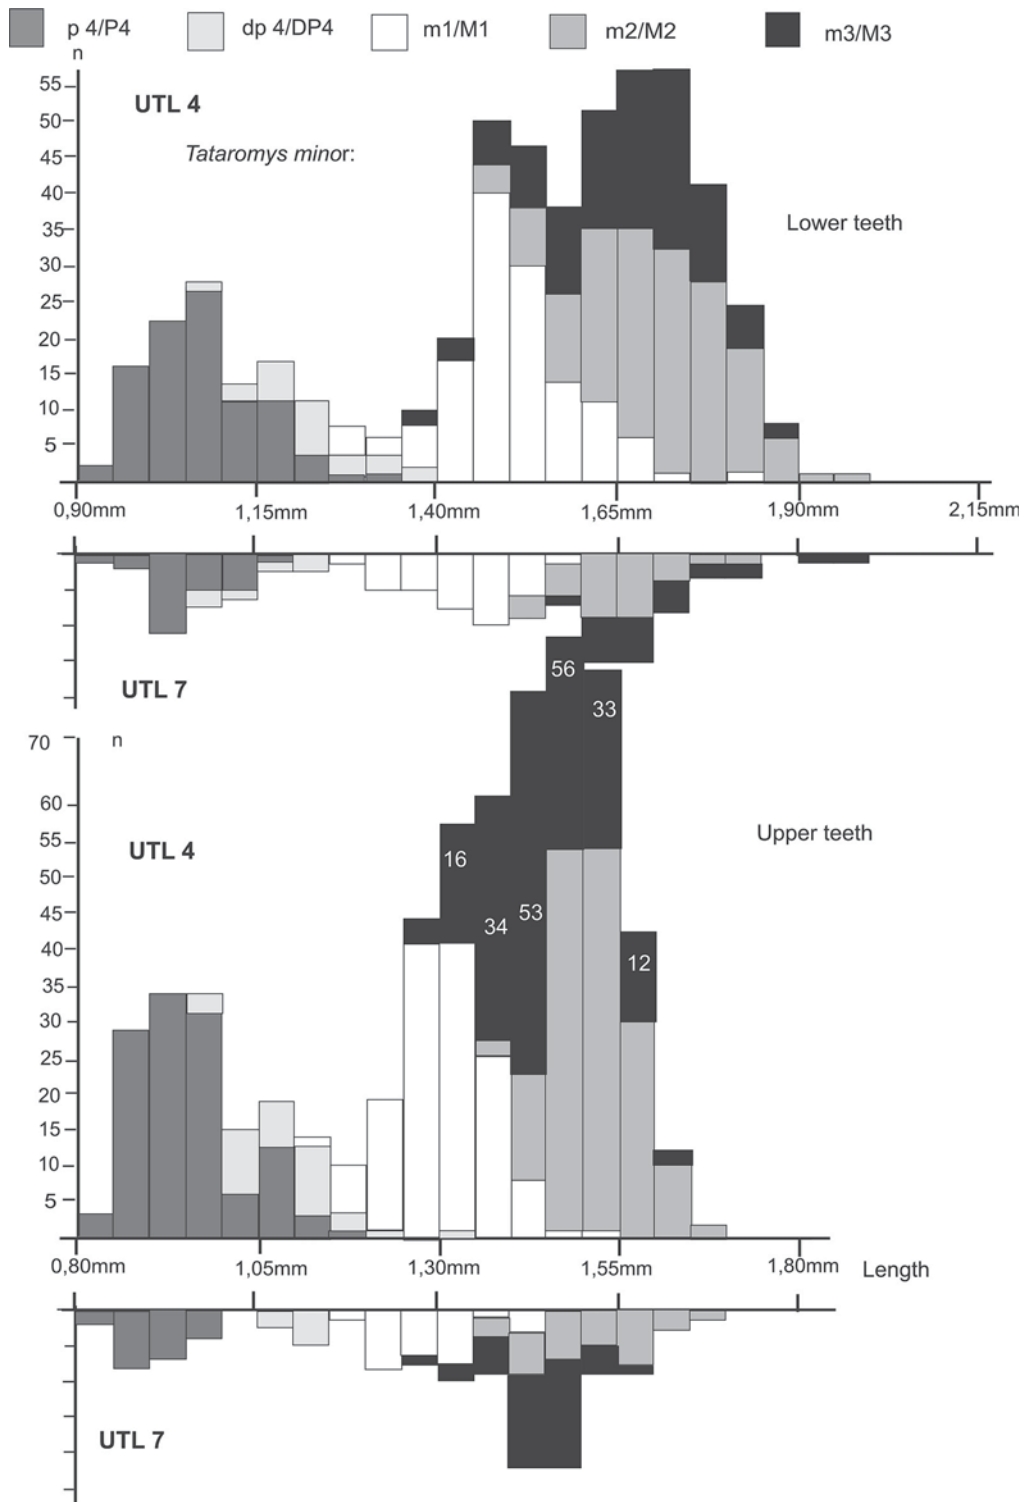 p 4/P4 dp 4/DP4 m1/M1 m2/M2 m3/M3
n
55
UTL 4
50
Tataromys minor:
45
40
35
Lower teeth
30
25
20
15
10
5
0,90mm 1,15mm 1,40mm 1,65mm 1,90mm 2,15mm
56
UTL 7
33
70 n
60
Upper teeth
55
UTL 4
16
50
53
45
34
12
40
35
30
25
20
15
10
5
0,80mm 1,05mm 1,30mm 1,55mm 1,80mm Length
UTL 7